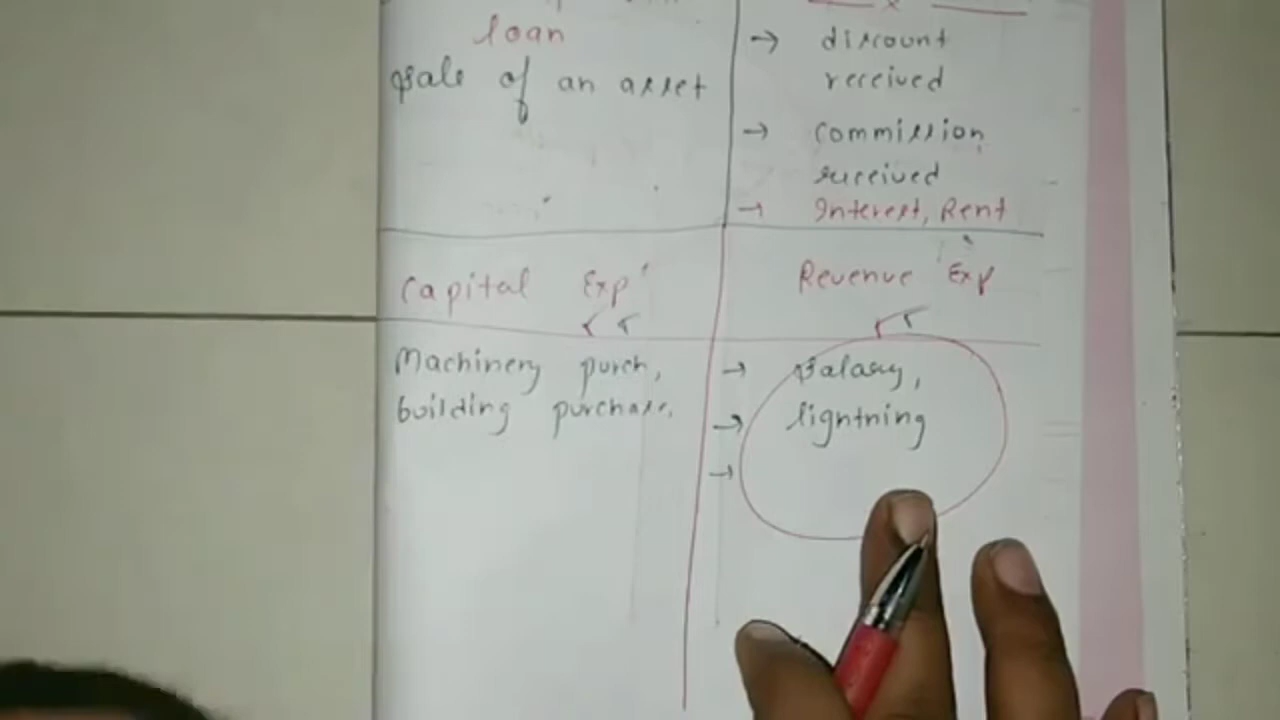 loan
sale of an asset
→ discount
received
→ commission
received
→ Interest, Rent
Capital Exp
Revenue Exp
Machinery purch,
building purchase,
→ salary,
→ lightning
→